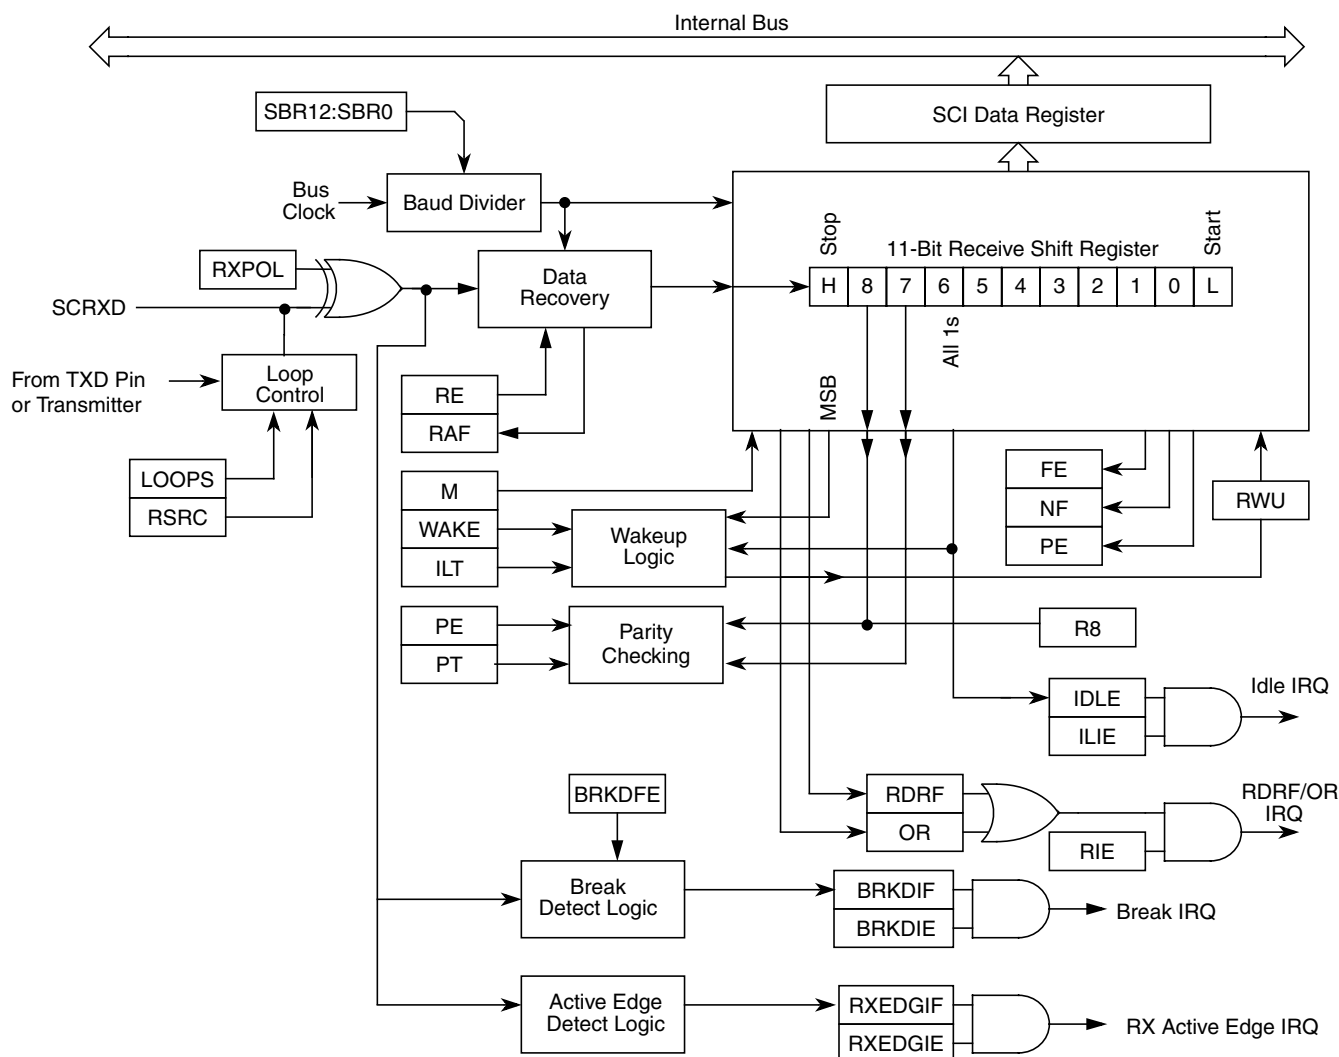 Internal Bus
SBR12:SBR0
SCI Data Register
Bus
Clock
Baud Divider
RXPOL
Data
Recovery
Stop
11-Bit Receive Shift Register
Start
H 8 7 6 5 4 3 2 1 0 L
SCRXD
All 1s
MSB
From TXD Pin
or Transmitter
Loop
Control
RE
RAF
LOOPS
RSRC
M
WAKE
ILT
Wakeup
Logic
FE
NF
PE
RWU
PE
PT
Parity
Checking
R8
IDLE
ILIE
Idle IRQ
BRKDFE
RDRF
OR
RIE
RDRF/OR
IRQ
Break
Detect Logic
BRKDIF
BRKDIE
Break IRQ
Active Edge
Detect Logic
RXEDGIF
RXEDGIE
RX Active Edge IRQ